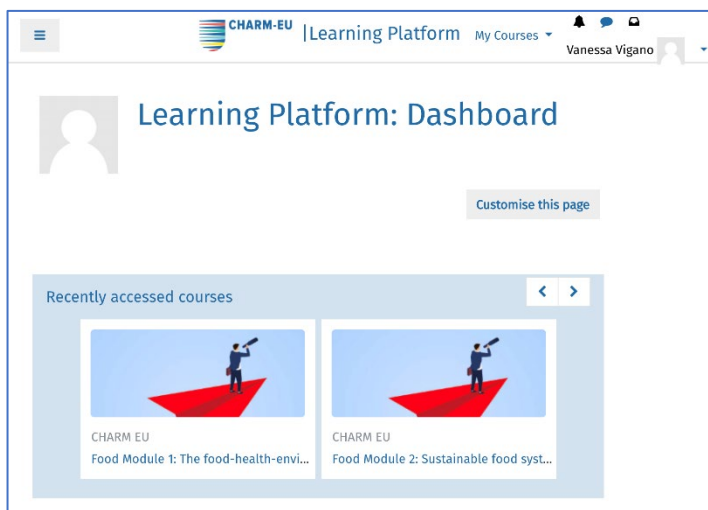 CHARM-EU
|Learning Platform
My Courses
Vanessa Vigano
Learning Platform: Dashboard
Customise this page
Recently accessed courses
CHARM EU
Food Module 1: The food-health-envi...
CHARM EU
Food Module 2: Sustainable food syst...